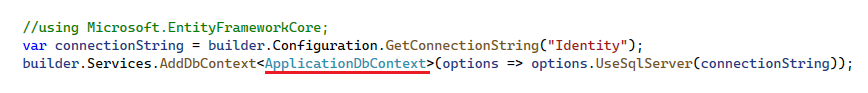 //using Microsoft.EntityFrameworkCore;
var connectionString = builder.Configuration.GetConnectionString("Identity");
builder.Services.AddDbContext<ApplicationDbContext>(options => options.UseSqlServer(connectionString));